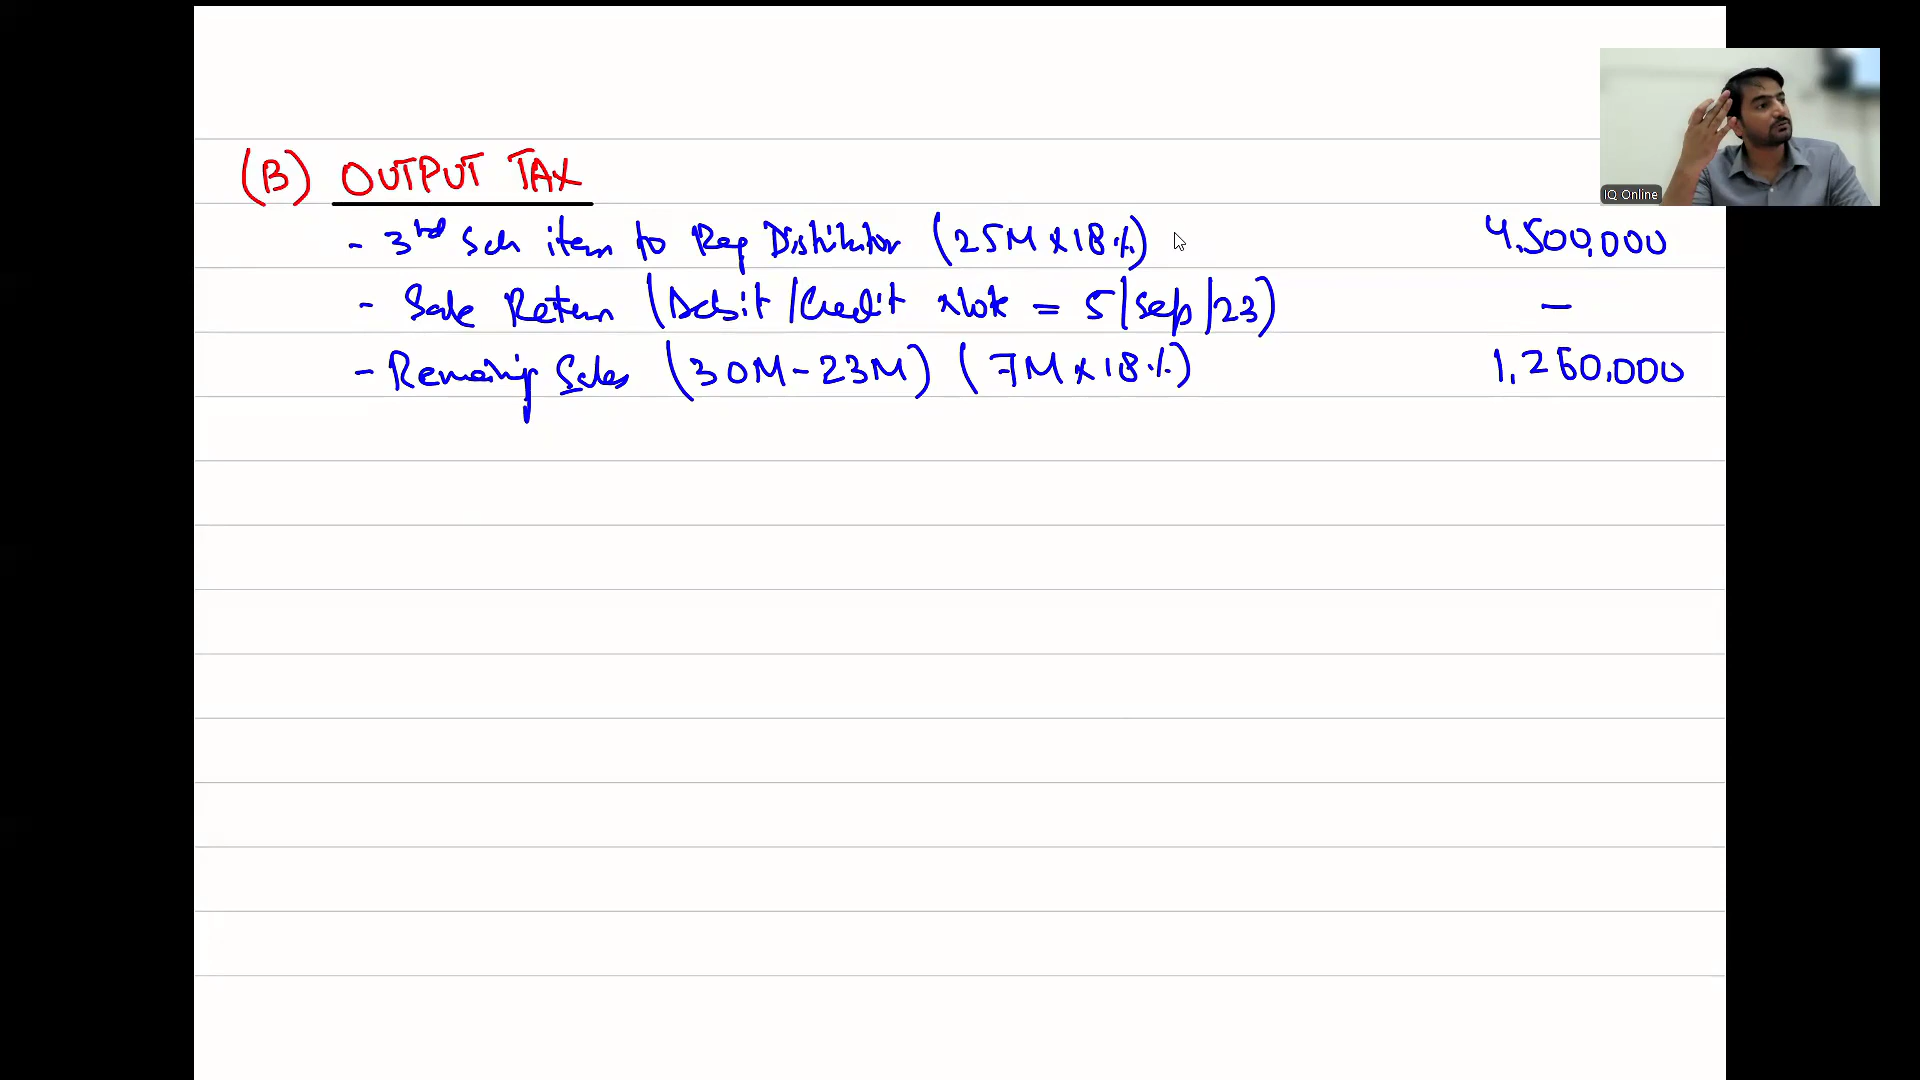 (B) OUTPUT TAX
- 3rd Sch item to Reg Distributor (25M x 18%) 4,500,000
- Sale Return (Debit/Credit Note = 5/Sep/23) —
- Remaining Sales (30M - 23M) (7M x 18%) 1,260,000
IQ Online